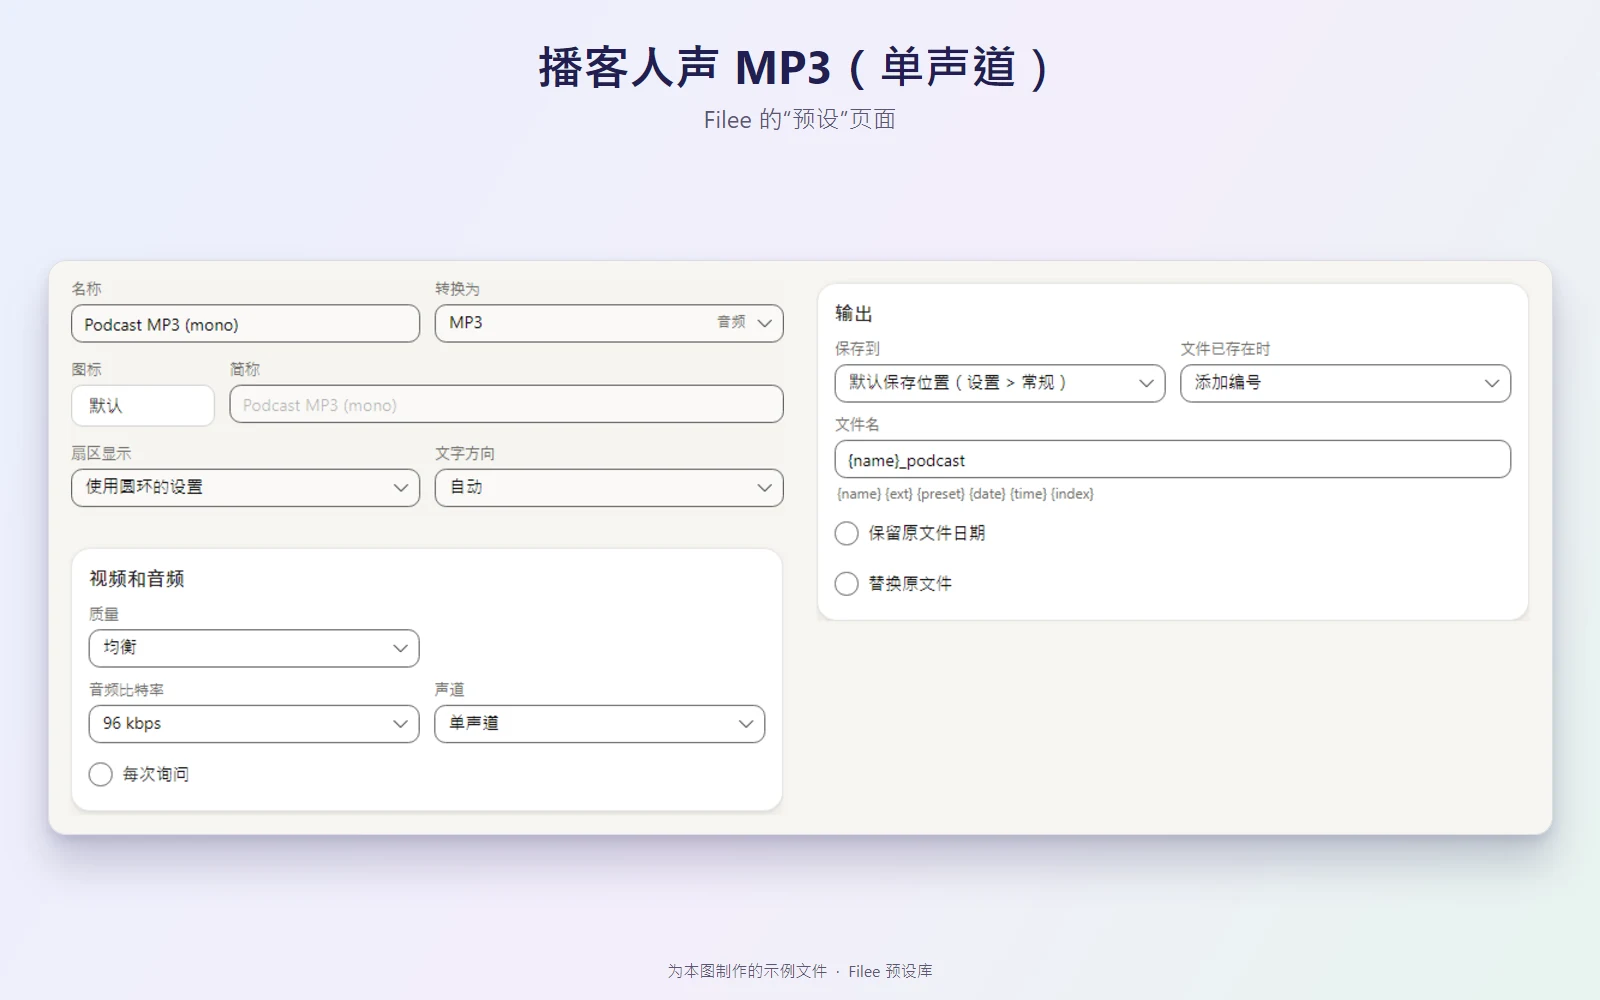 播客人声 MP3（单声道）
Filee 的“预设”页面
名称
转换为
Podcast MP3 (mono)
MP3
音频
图标
简称
默认
Podcast MP3 (mono)
扇区显示
文字方向
使用圆环的设置
自动
视频和音频
质量
均衡
音频比特率
声道
96 kbps
单声道
每次询问
输出
保存到
文件已存在时
默认保存位置（设置 > 常规）
添加编号
文件名
{name}_podcast
{name} {ext} {preset} {date} {time} {index}
保留原文件日期
替换原文件
为本图制作的示例文件 · Filee 预设库